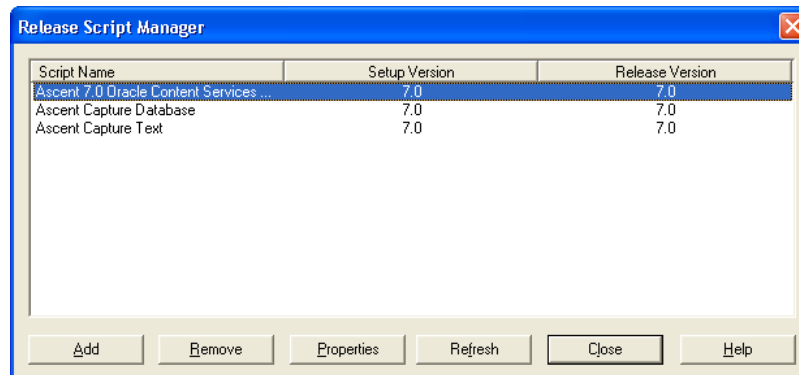 Release Script Manager
Script Name Setup Version Release Version
Ascent 7.0 Oracle Content Services ... 7.0 7.0
Ascent Capture Database 7.0 7.0
Ascent Capture Text 7.0 7.0
Add Remove Properties Refresh Close Help